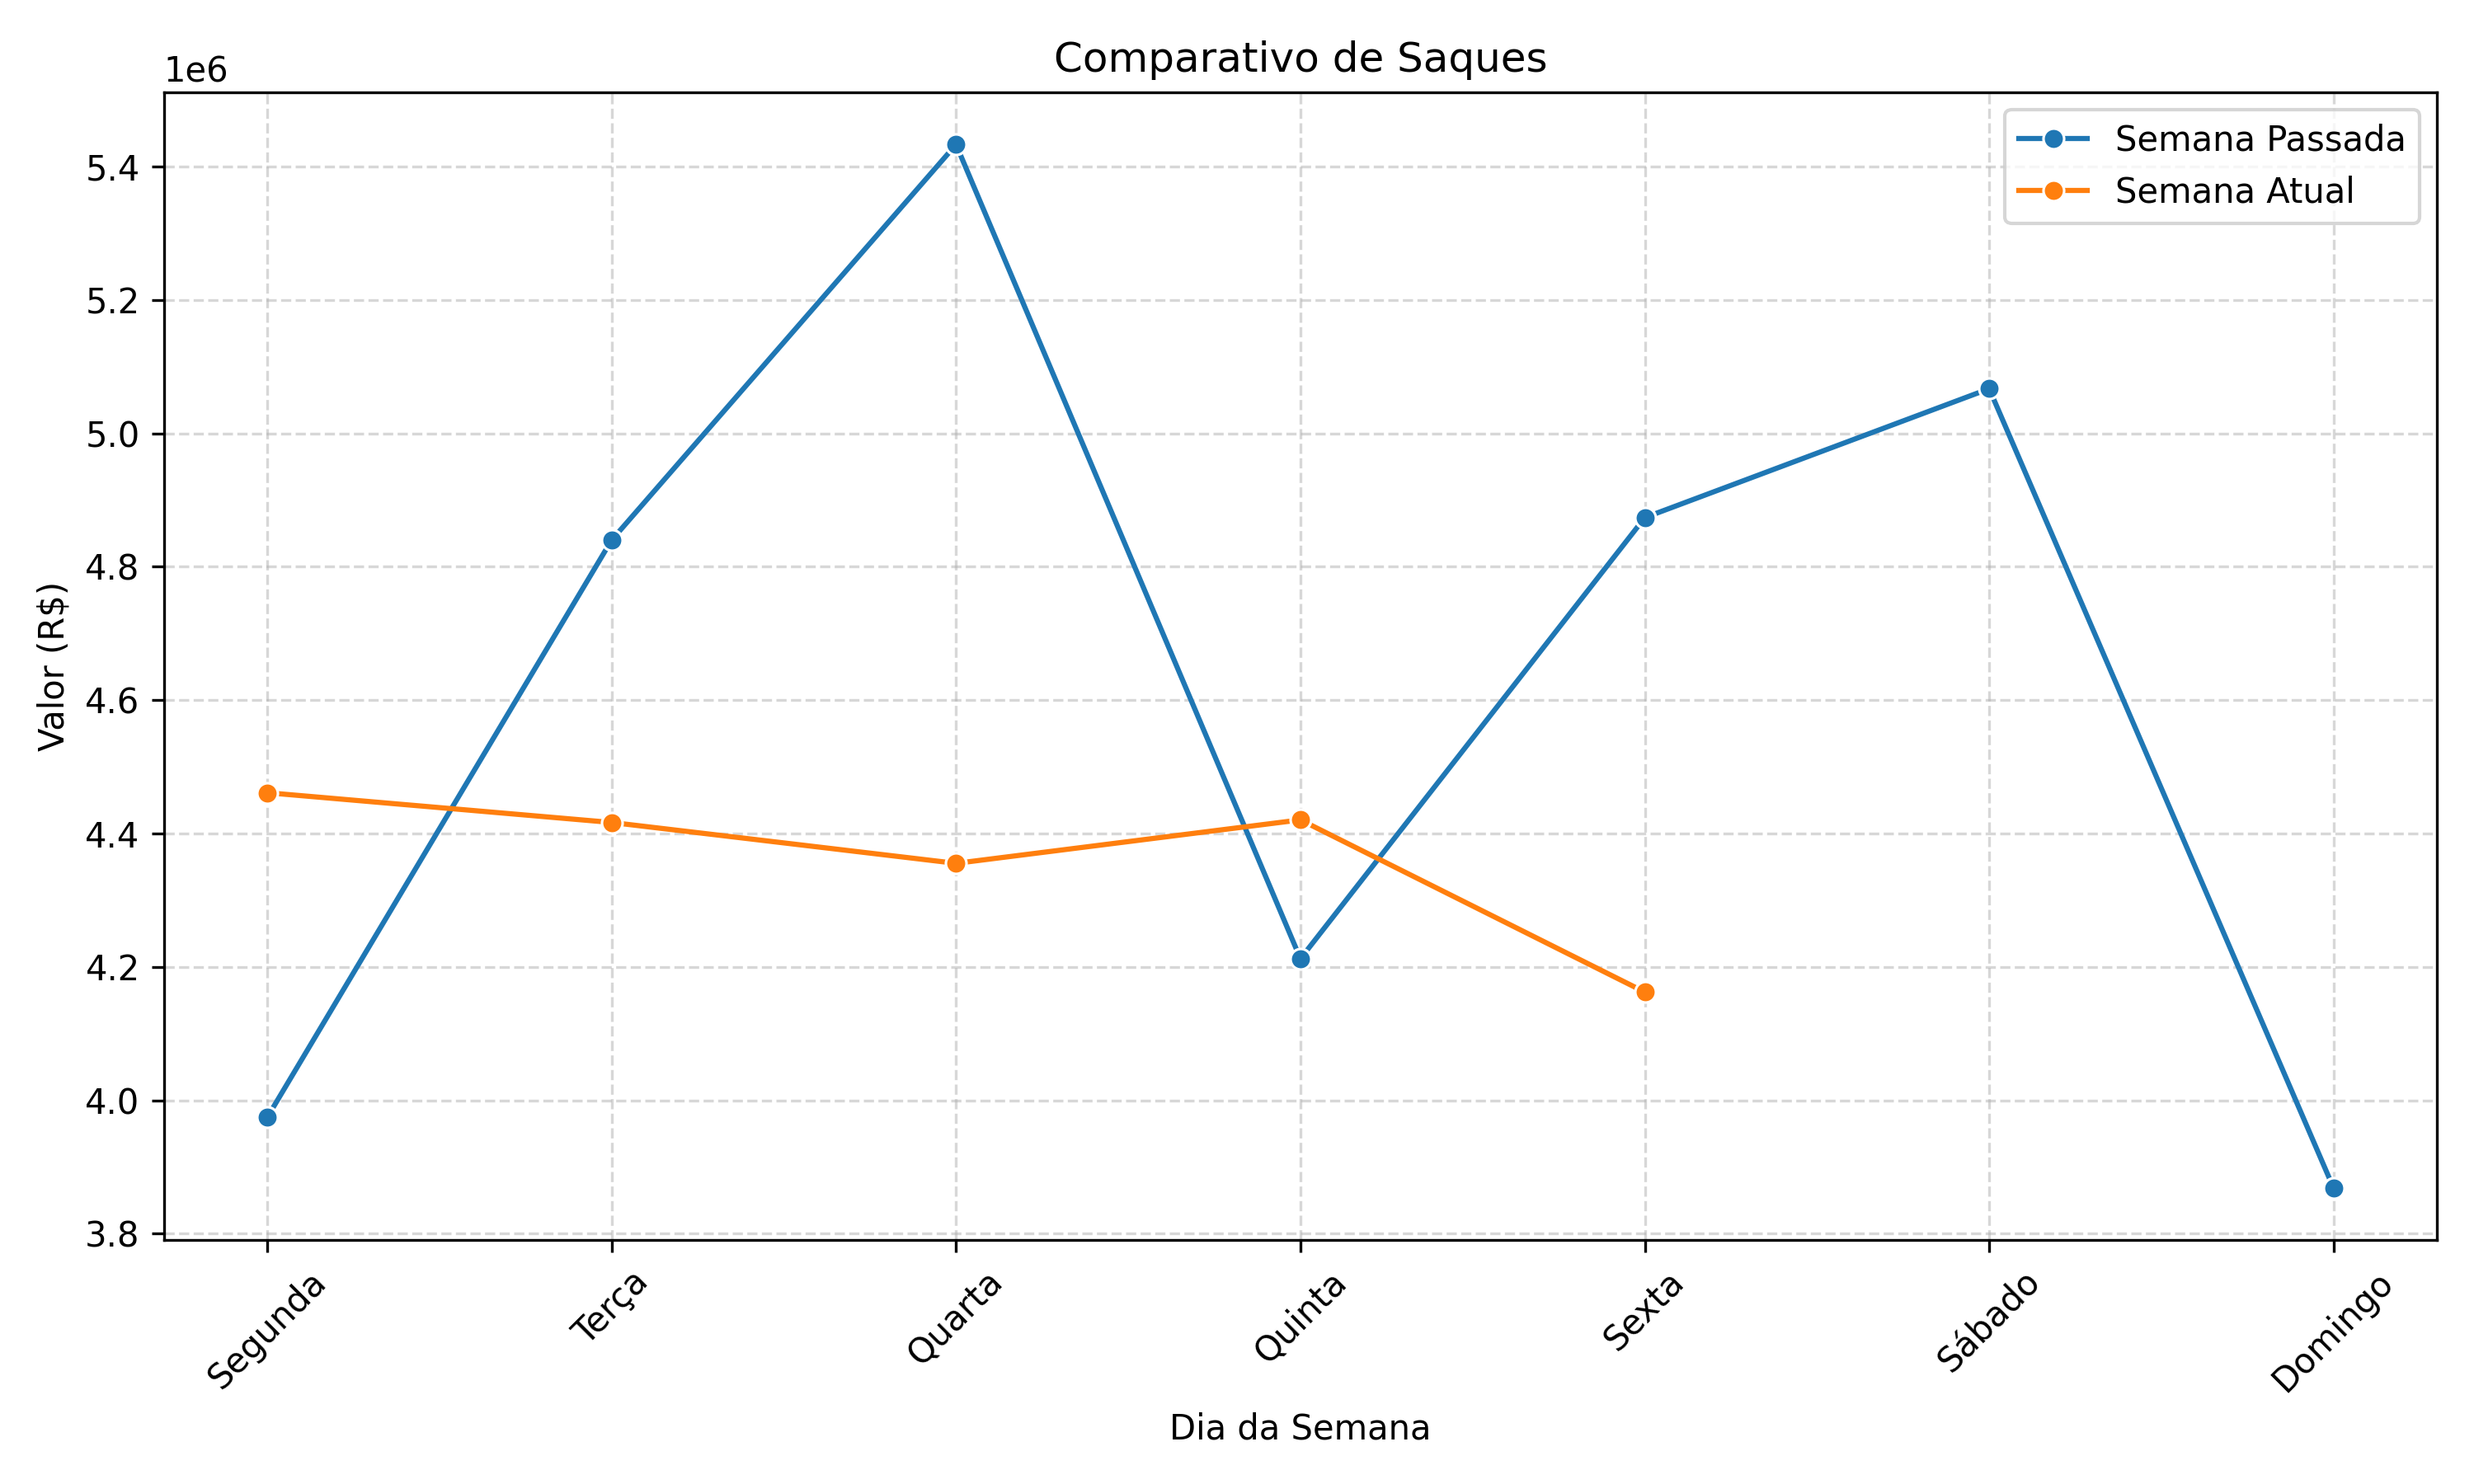 Comparativo de Saques
1e6
Semana Passada
Semana Atual
5.4
5.2
5.0
4.8
4.6
4.4
4.2
4.0
3.8
Valor (R$)
Segunda
Terça
Quarta
Quinta
Sexta
Sábado
Domingo
Dia da Semana